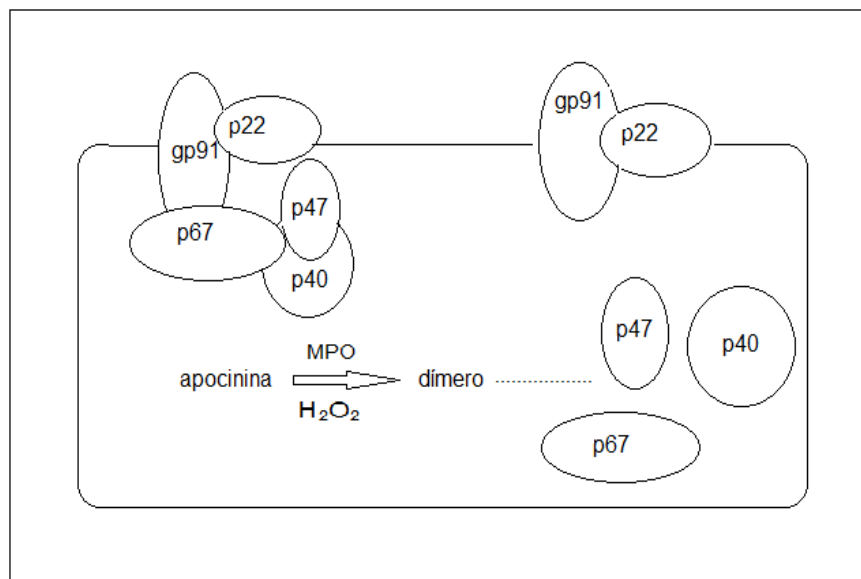 gp91
p22
p47
p67
p40
gp91
p22
MPO
apocinina
H₂O₂
dímero
p47
p40
p67